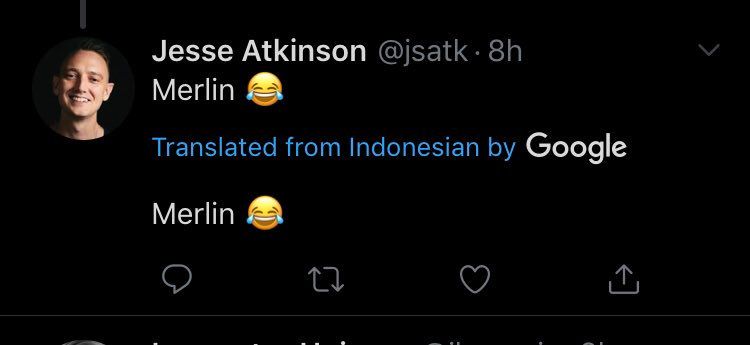 Jesse Atkinson @jsatk · 8h
Merlin 😂
Translated from Indonesian by Google
Merlin 😂